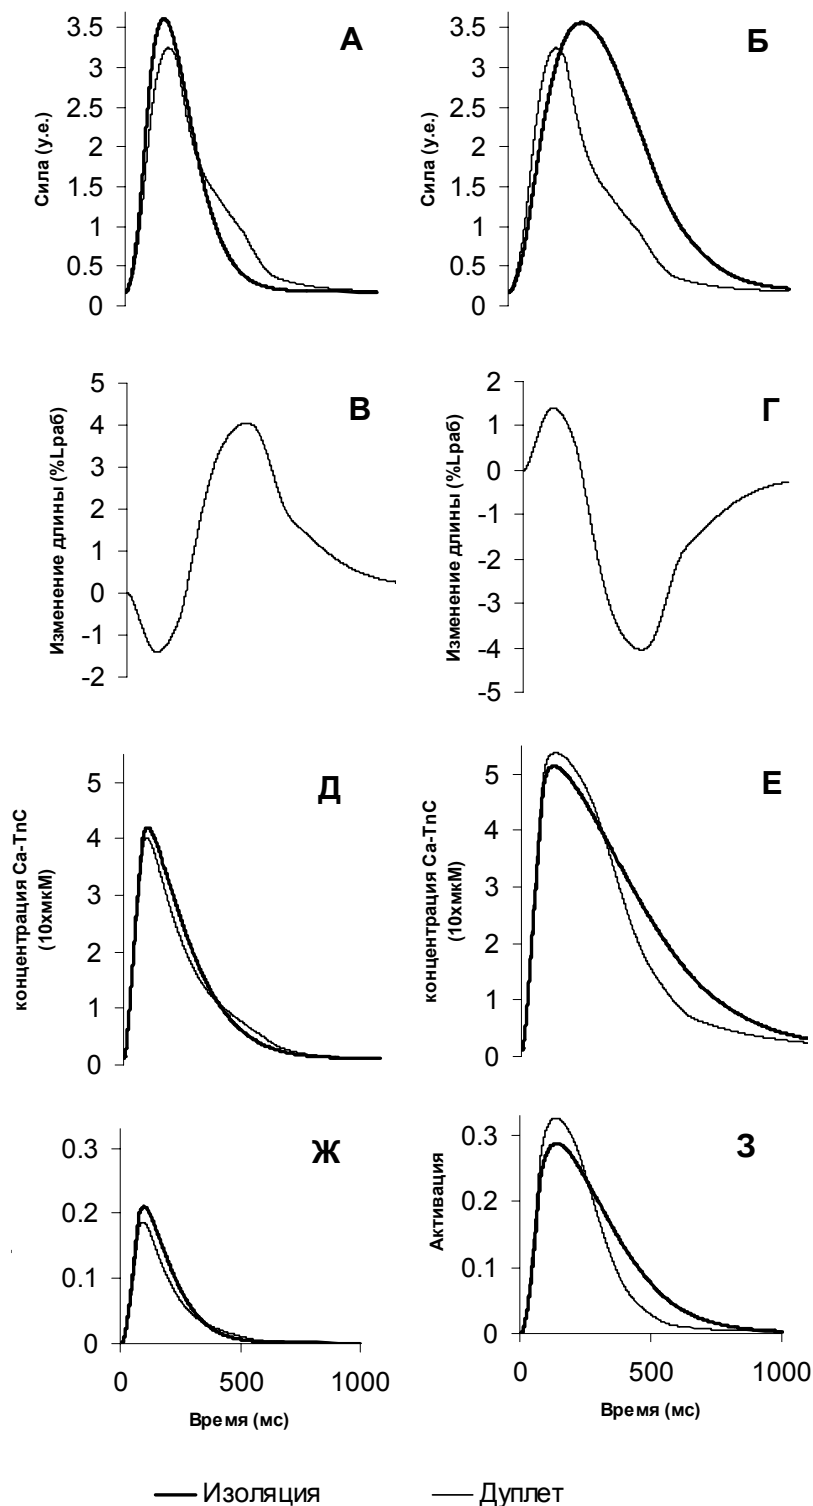 А
Сила (у.е.)
3.5
3
2.5
2
1.5
1
0.5
0
Б
Сила (у.е.)
3.5
3
2.5
2
1.5
1
0.5
0
В
Изменение длины (%Lраб)
5
4
3
2
1
0
-1
-2
Г
Изменение длины (%Lраб)
2
1
0
-1
-2
-3
-4
-5
Д
концентрация Ca-TnC
(10хмкМ)
5
4
3
2
1
0
Е
концентрация Ca-TnC
(10хмкМ)
5
4
3
2
1
0
Ж
0.3
0.2
0.1
0
0 500 1000
Время (мс)
З
Активация
0.3
0.2
0.1
0
0 500 1000
Время (мс)
Изоляция Дуплет